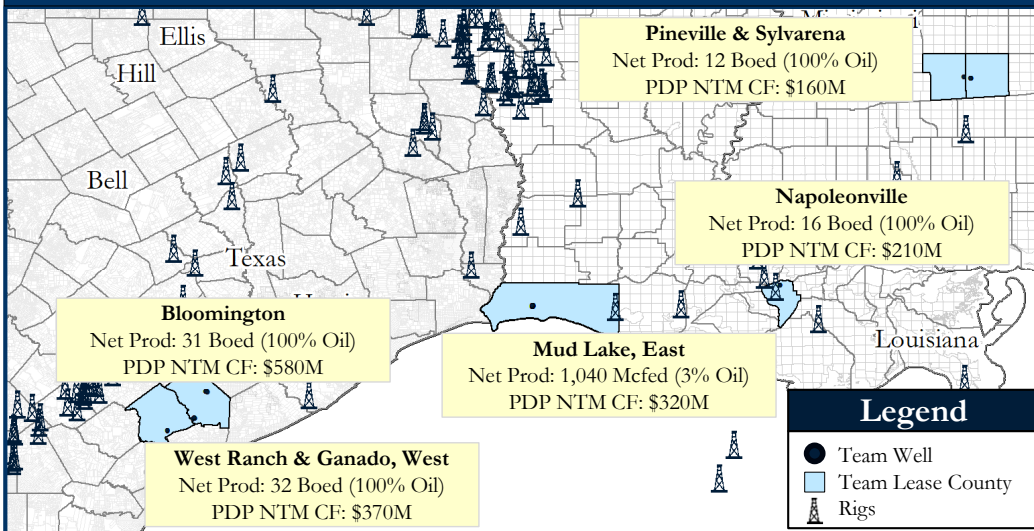 Ellis
Hill
Bell
Texas
Louisiana
Pineville & Sylvarena
Net Prod: 12 Boed (100% Oil)
PDP NTM CF: $160M
Napoleonville
Net Prod: 16 Boed (100% Oil)
PDP NTM CF: $210M
Bloomington
Net Prod: 31 Boed (100% Oil)
PDP NTM CF: $580M
Mud Lake, East
Net Prod: 1,040 Mcfed (3% Oil)
PDP NTM CF: $320M
West Ranch & Ganado, West
Net Prod: 32 Boed (100% Oil)
PDP NTM CF: $370M
Legend
Team Well
Team Lease County
Rigs